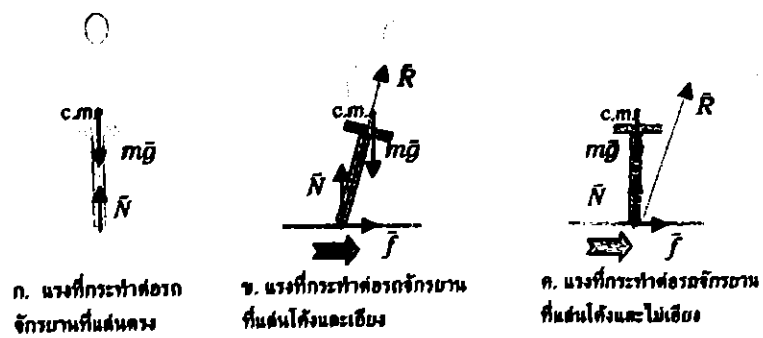 R̄
c.m.
c.m.
c.m.
R̄
mḡ
mḡ
mḡ
N̄
N̄
N̄
f̄
f̄
ก. แรงที่กระทำต่อรถ
จักรยานที่แล่นตรง
ข. แรงที่กระทำต่อรถจักรยาน
ที่แล่นโค้งและเอียง
ค. แรงที่กระทำต่อรถจักรยาน
ที่แล่นโค้งและไม่เอียง